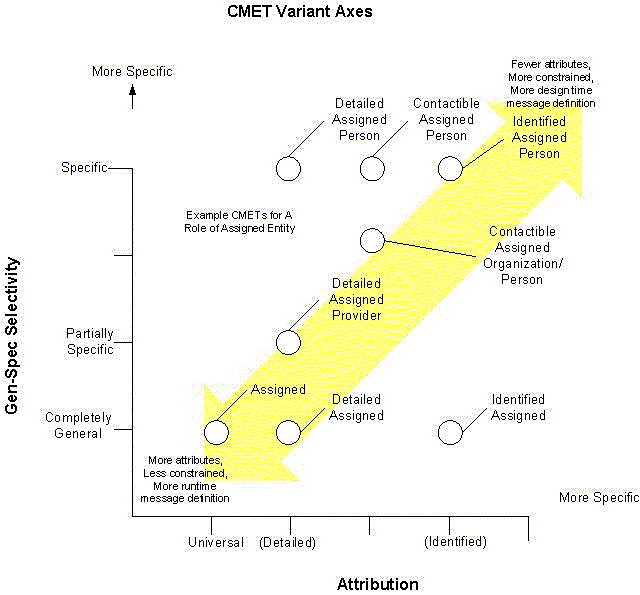 CMET Variant Axes
More Specific
Fewer attributes,
More constrained,
More design time
message definition
Detailed
Assigned
Person
Contactible
Assigned
Person
Identified
Assigned
Person
Specific
Example CMETs for A
Role of Assigned Entity
Contactible
Assigned
Organization/
Person
Gen-Spec Selectivity
Detailed
Assigned
Provider
Partially
Specific
Assigned
Detailed
Assigned
Identified
Assigned
Completely
General
More attributes,
Less constrained,
More runtime
message definition
More Specific
Universal
(Detailed)
(Identified)
Attribution